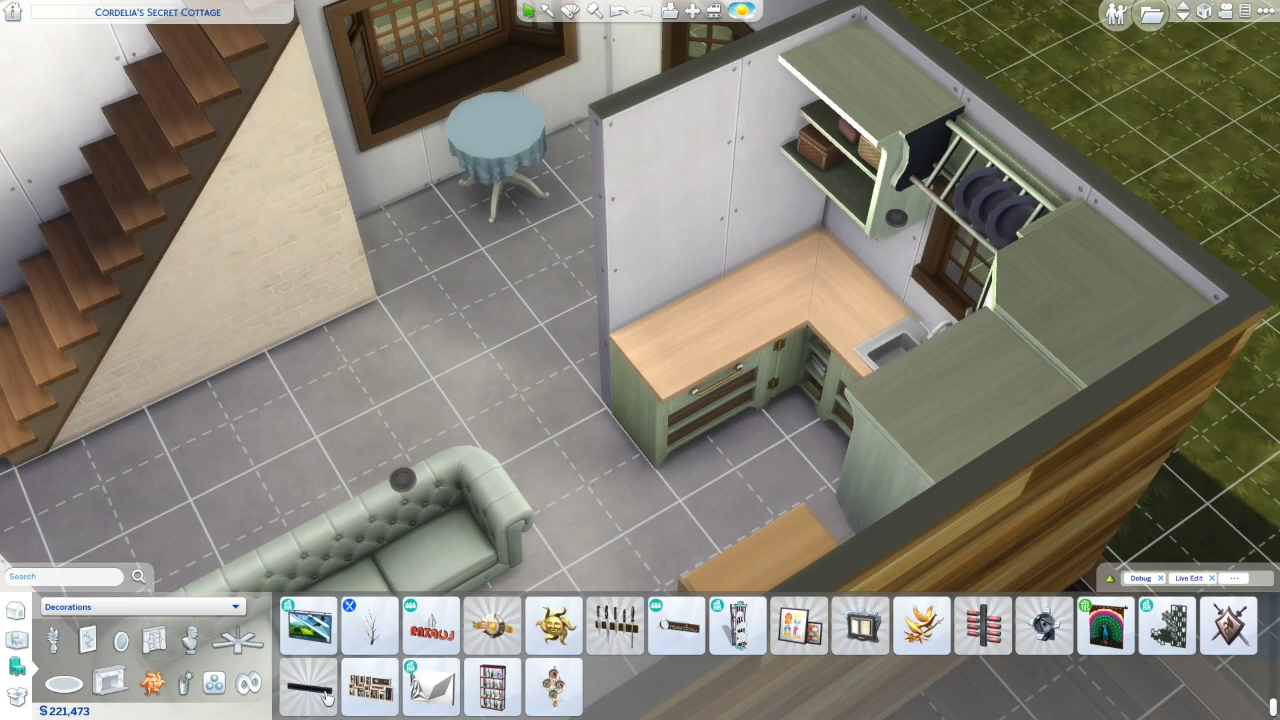 CORDELIA'S SECRET COTTAGE
Search
Debug
Live Edit
Decorations
§221,473